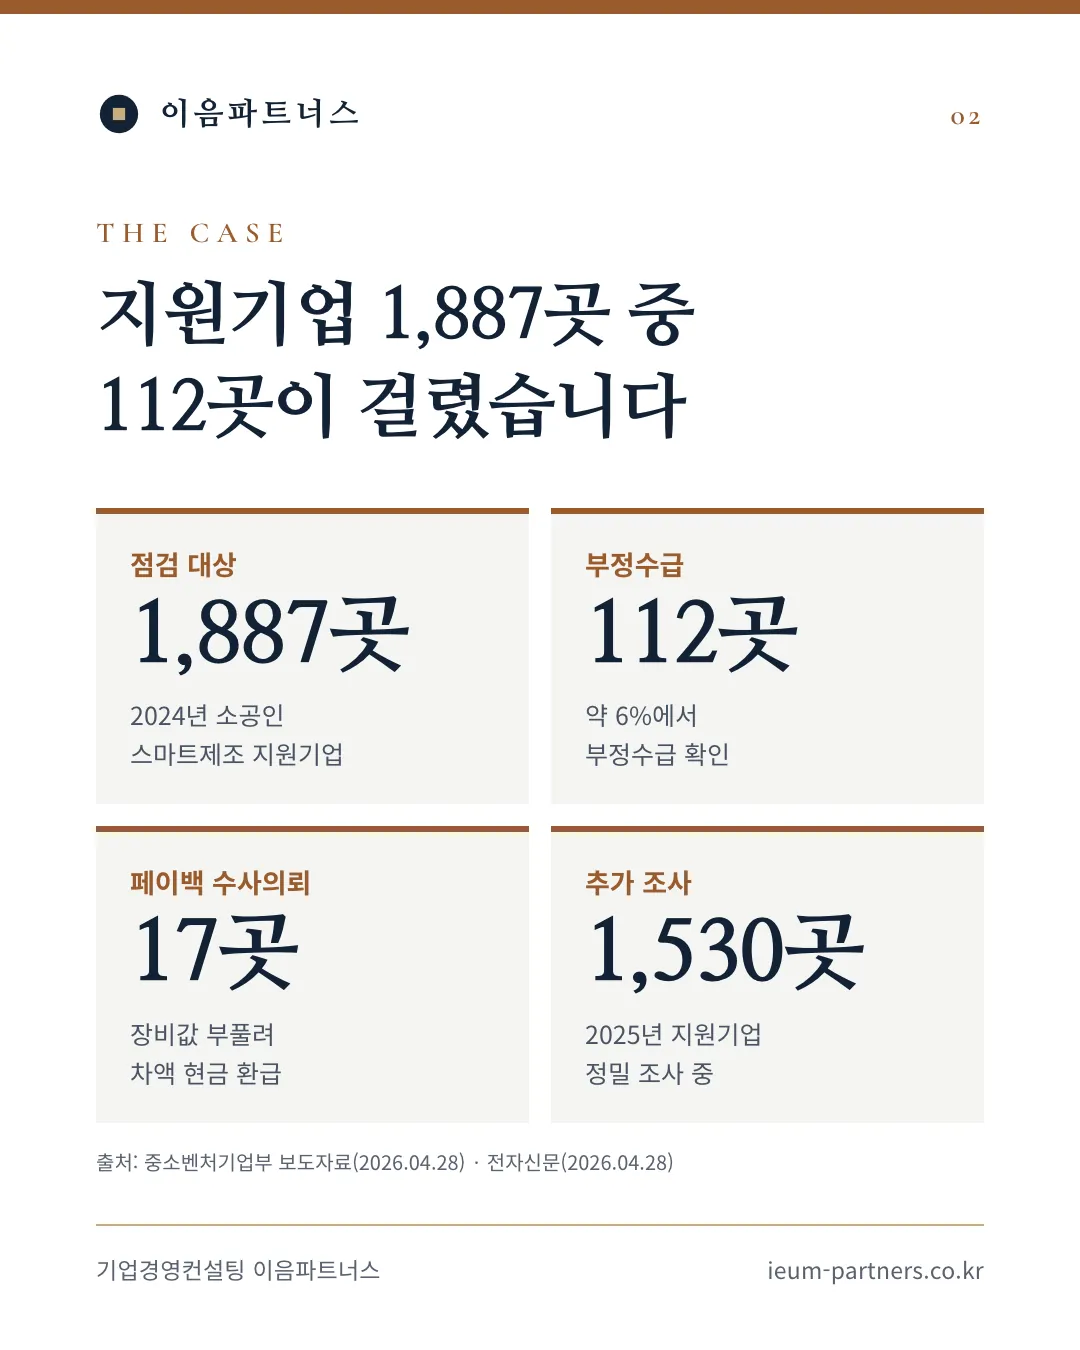 이음파트너스
02
THE CASE
지원기업 1,887곳 중
112곳이 걸렸습니다
점검 대상
1,887곳
2024년 소공인
스마트제조 지원기업
부정수급
112곳
약 6%에서
부정수급 확인
페이백 수사의뢰
17곳
장비값 부풀려
차액 현금 환급
추가 조사
1,530곳
2025년 지원기업
정밀 조사 중
출처: 중소벤처기업부 보도자료(2026.04.28) · 전자신문(2026.04.28)
기업경영컨설팅 이음파트너스
ieum-partners.co.kr